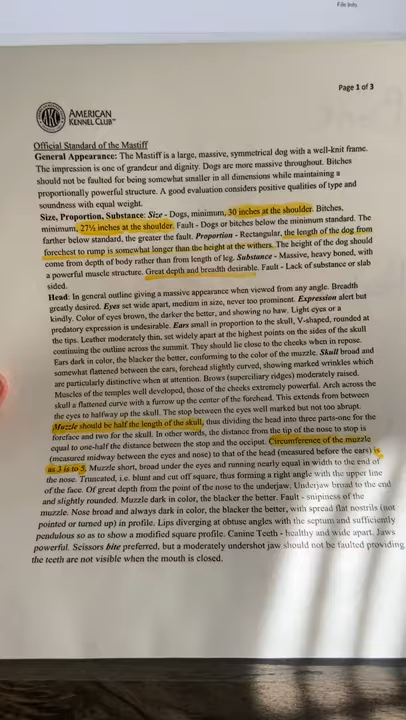 File Info
Page 1 of 3
AKC
AMERICAN
KENNEL CLUB™
Official Standard of the Mastiff
General Appearance: The Mastiff is a large, massive, symmetrical dog with a well-knit frame.
The impression is one of grandeur and dignity. Dogs are more massive throughout. Bitches
should not be faulted for being somewhat smaller in all dimensions while maintaining a
proportionally powerful structure. A good evaluation considers positive qualities of type and
soundness with equal weight.
Size, Proportion, Substance: Size - Dogs, minimum, 30 inches at the shoulder. Bitches,
minimum, 27½ inches at the shoulder. Fault - Dogs or bitches below the minimum standard. The
farther below standard, the greater the fault. Proportion - Rectangular, the length of the dog from
forechest to rump is somewhat longer than the height at the withers. The height of the dog should
come from depth of body rather than from length of leg. Substance - Massive, heavy boned, with
a powerful muscle structure. Great depth and breadth desirable. Fault - Lack of substance or slab
sided.
Head: In general outline giving a massive appearance when viewed from any angle. Breadth
greatly desired. Eyes set wide apart, medium in size, never too prominent. Expression alert but
kindly. Color of eyes brown, the darker the better, and showing no haw. Light eyes or a
predatory expression is undesirable. Ears small in proportion to the skull, V-shaped, rounded at
the tips. Leather moderately thin, set widely apart at the highest points on the sides of the skull
continuing the outline across the summit. They should lie close to the cheeks when in repose.
Ears dark in color, the blacker the better, conforming to the color of the muzzle. Skull broad and
somewhat flattened between the ears, forehead slightly curved, showing marked wrinkles which
are particularly distinctive when at attention. Brows (superciliary ridges) moderately raised.
Muscles of the temples well developed, those of the cheeks extremely powerful. Arch across the
skull a flattened curve with a furrow up the center of the forehead. This extends from between
the eyes to halfway up the skull. The stop between the eyes well marked but not too abrupt.
Muzzle should be half the length of the skull, thus dividing the head into three parts-one for the
foreface and two for the skull. In other words, the distance from the tip of the nose to stop is
equal to one-half the distance between the stop and the occiput. Circumference of the muzzle
(measured midway between the eyes and nose) to that of the head (measured before the ears) is
as 3 is to 5. Muzzle short, broad under the eyes and running nearly equal in width to the end of
the nose. Truncated, i.e. blunt and cut off square, thus forming a right angle with the upper line
of the face. Of great depth from the point of the nose to the underjaw. Underjaw broad to the end
and slightly rounded. Muzzle dark in color, the blacker the better. Fault - snipiness of the
muzzle. Nose broad and always dark in color, the blacker the better, with spread flat nostrils (not
pointed or turned up) in profile. Lips diverging at obtuse angles with the septum and sufficiently
pendulous so as to show a modified square profile. Canine Teeth - healthy and wide apart. Jaws
powerful. Scissors bite preferred, but a moderately undershot jaw should not be faulted providing
the teeth are not visible when the mouth is closed.